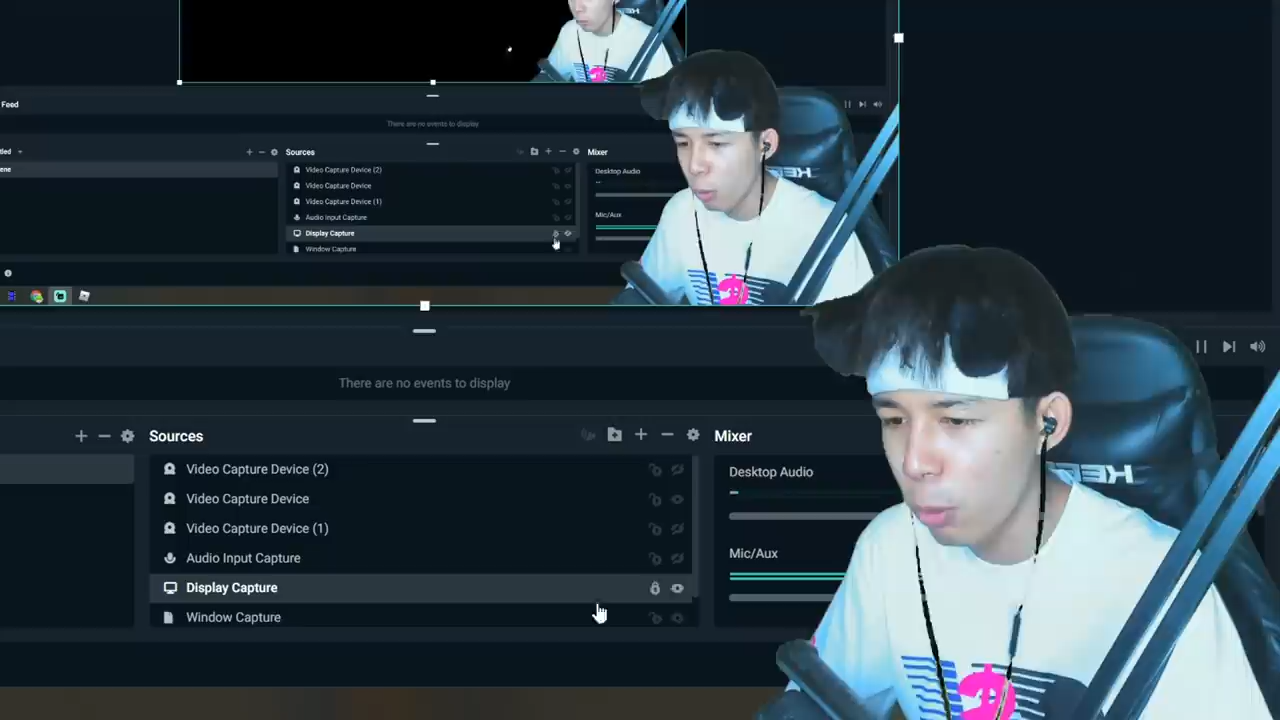 Feed
There are no events to display
tled
Sources
Mixer
ene
Video Capture Device (2)
Desktop Audio
Video Capture Device
Video Capture Device (1)
Audio Input Capture
Mic/Aux
Display Capture
Window Capture
There are no events to display
Sources
Mixer
Video Capture Device (2)
Desktop Audio
Video Capture Device
Video Capture Device (1)
Audio Input Capture
Mic/Aux
Display Capture
Window Capture